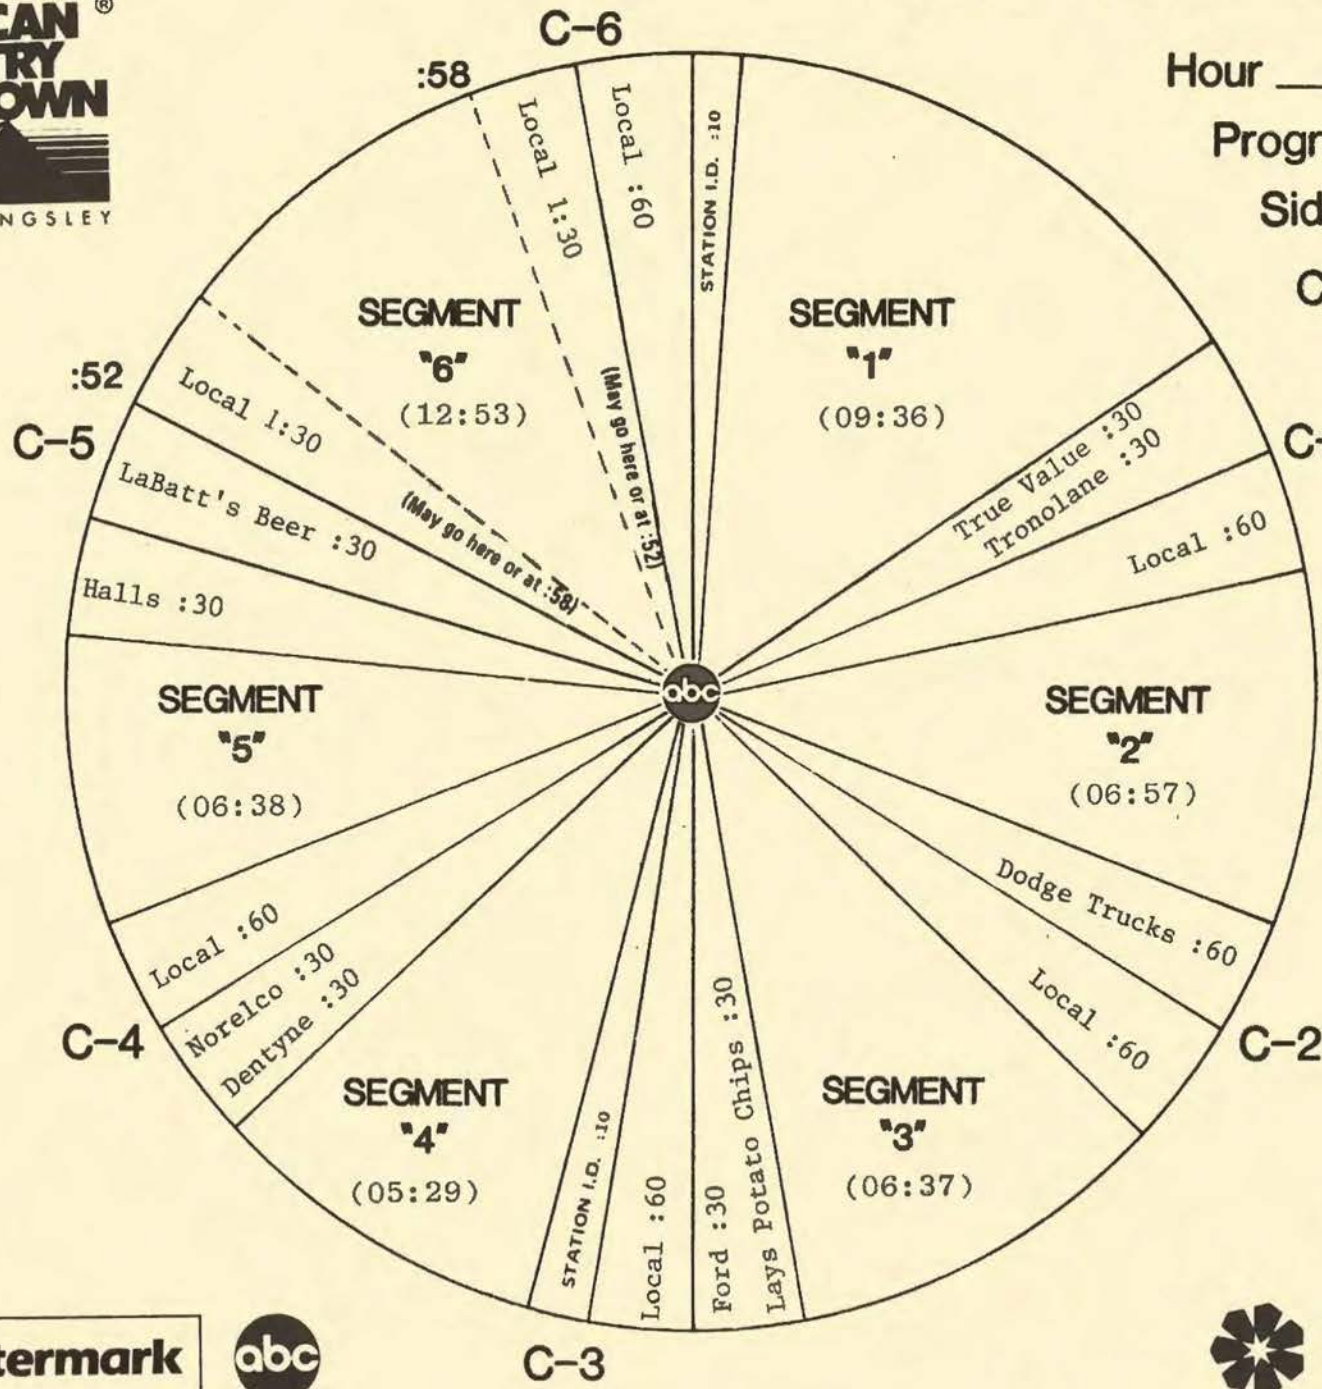 CAN ®
TRY
OWN
NGSLEY
C-6
:58
Hour
Progr
Sid
C
Local 1:30
(May go here or at :52)
Local :60
STATION I.D. :10
SEGMENT
"1"
(09:36)
True Value :30
Tronolane :30
C-
Local :60
SEGMENT
"2"
(06:57)
Dodge Trucks :60
C-2
Local :60
SEGMENT
"3"
(06:37)
Lays Potato Chips :30
Ford :30
Local :60
C-3
STATION I.D. :10
SEGMENT
"4"
(05:29)
Dentyne :30
Norelco :30
C-4
Local :60
SEGMENT
"5"
(06:38)
Halls :30
LaBatt's Beer :30
C-5
:52
Local 1:30
(May go here or at :58)
SEGMENT
"6"
(12:53)
abc
termark
abc